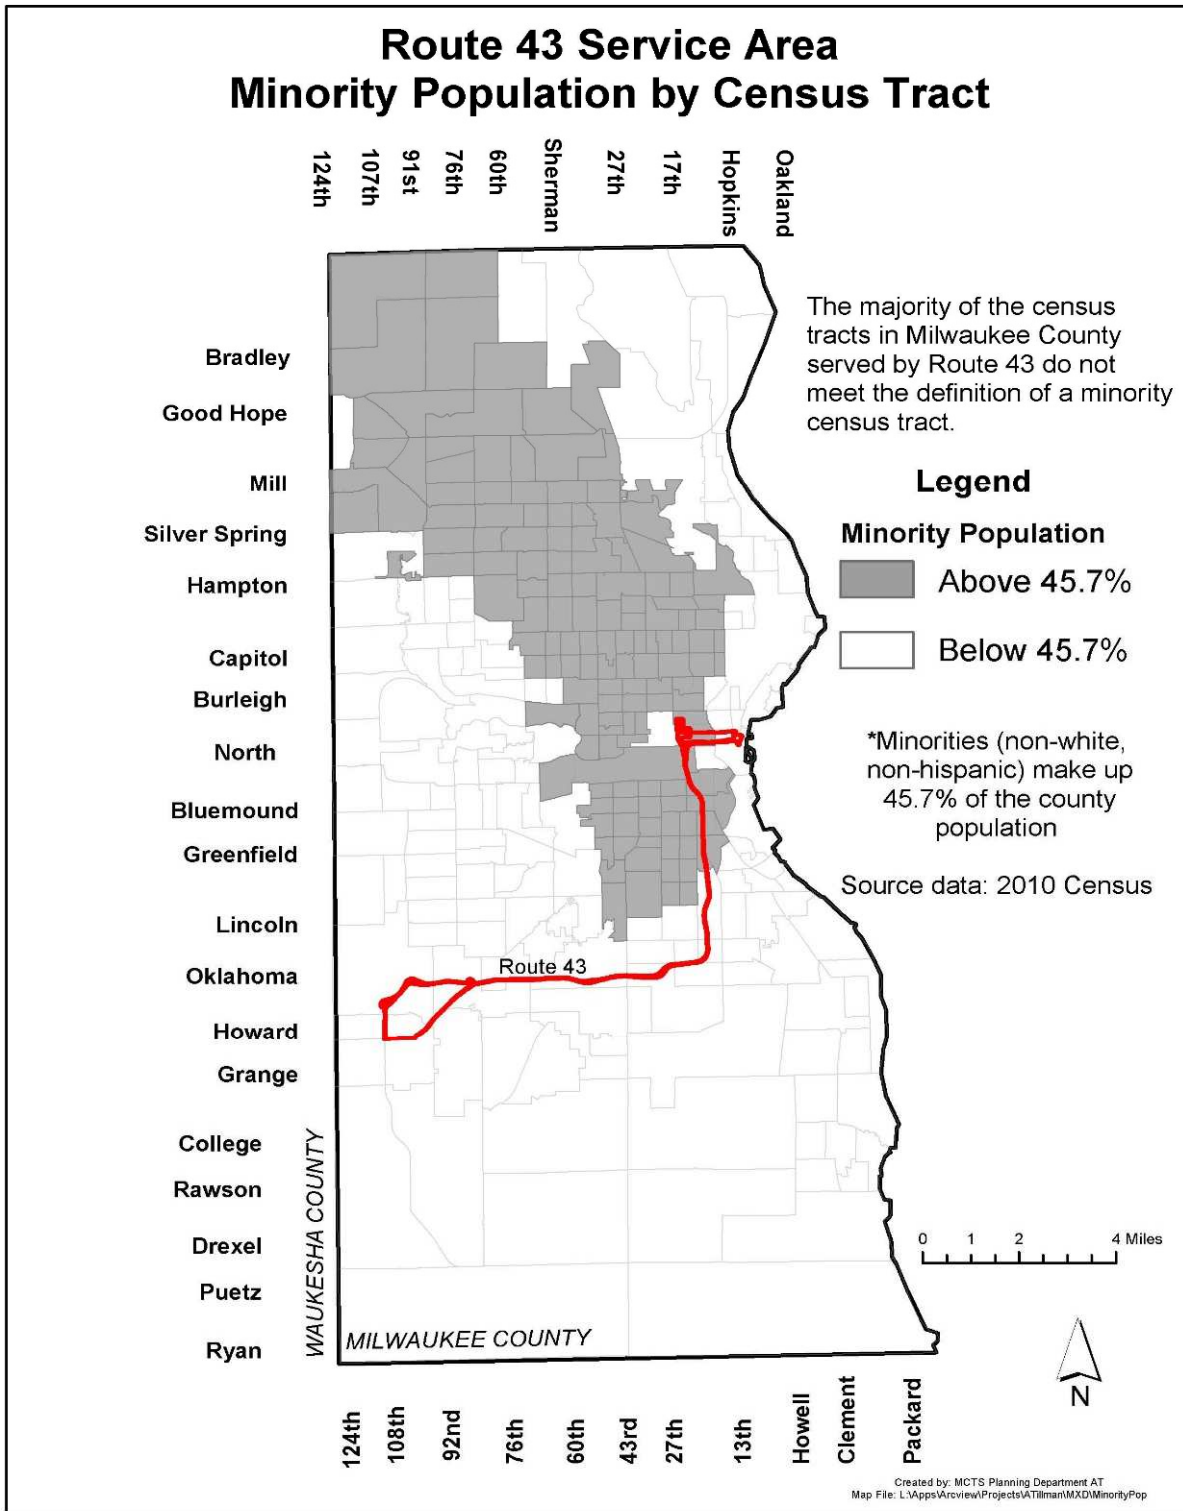 Route 43 Service Area
Minority Population by Census Tract
124th
107th
91st
76th
60th
Sherman
27th
17th
Hopkins
Oakland
The majority of the census
tracts in Milwaukee County
served by Route 43 do not
meet the definition of a minority
census tract.
Bradley
Good Hope
Mill
Silver Spring
Hampton
Capitol
Burleigh
North
Bluemound
Greenfield
Lincoln
Oklahoma
Howard
Grange
College
Rawson
Drexel
Puetz
Ryan
Legend
Minority Population
Above 45.7%
Below 45.7%
*Minorities (non-white,
non-hispanic) make up
45.7% of the county
population
Source data: 2010 Census
Route 43
WAUKESHA COUNTY
MILWAUKEE COUNTY
0 1 2 4 Miles
N
124th
108th
92nd
76th
60th
43rd
27th
13th
Howell
Clement
Packard
Created by: MCTS Planning Department AT
Map File: L:\Apps\Arcview\Projects\ATillman\MXD\MinorityPop